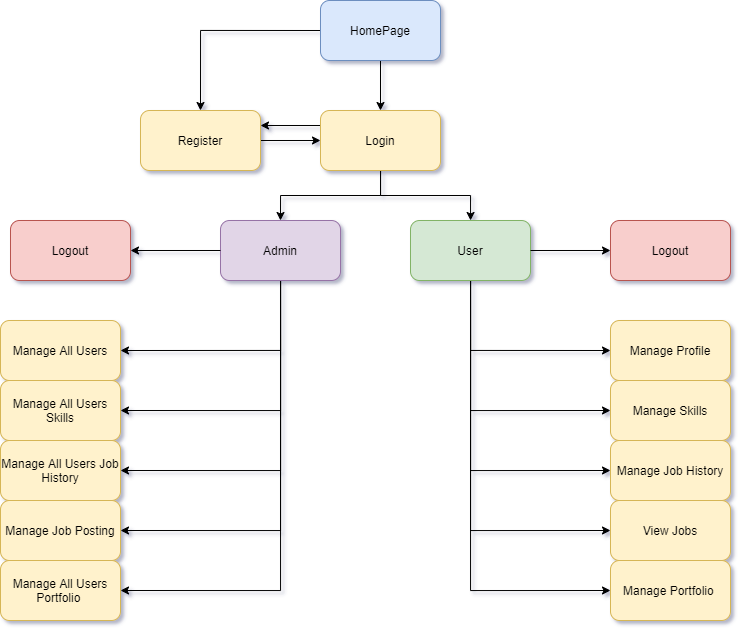 HomePage
Register
Login
Logout
Admin
User
Logout
Manage All Users
Manage Profile
Manage All Users
Skills
Manage Skills
Manage All Users Job
History
Manage Job History
Manage Job Posting
View Jobs
Manage All Users
Portfolio
Manage Portfolio